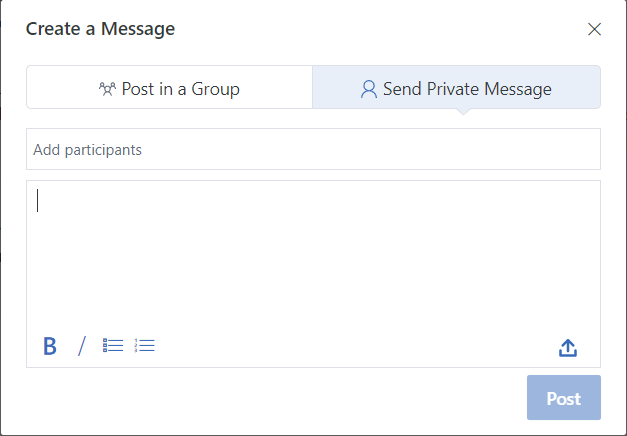 Create a Message
Post in a Group
Send Private Message
Add participants
B
Post